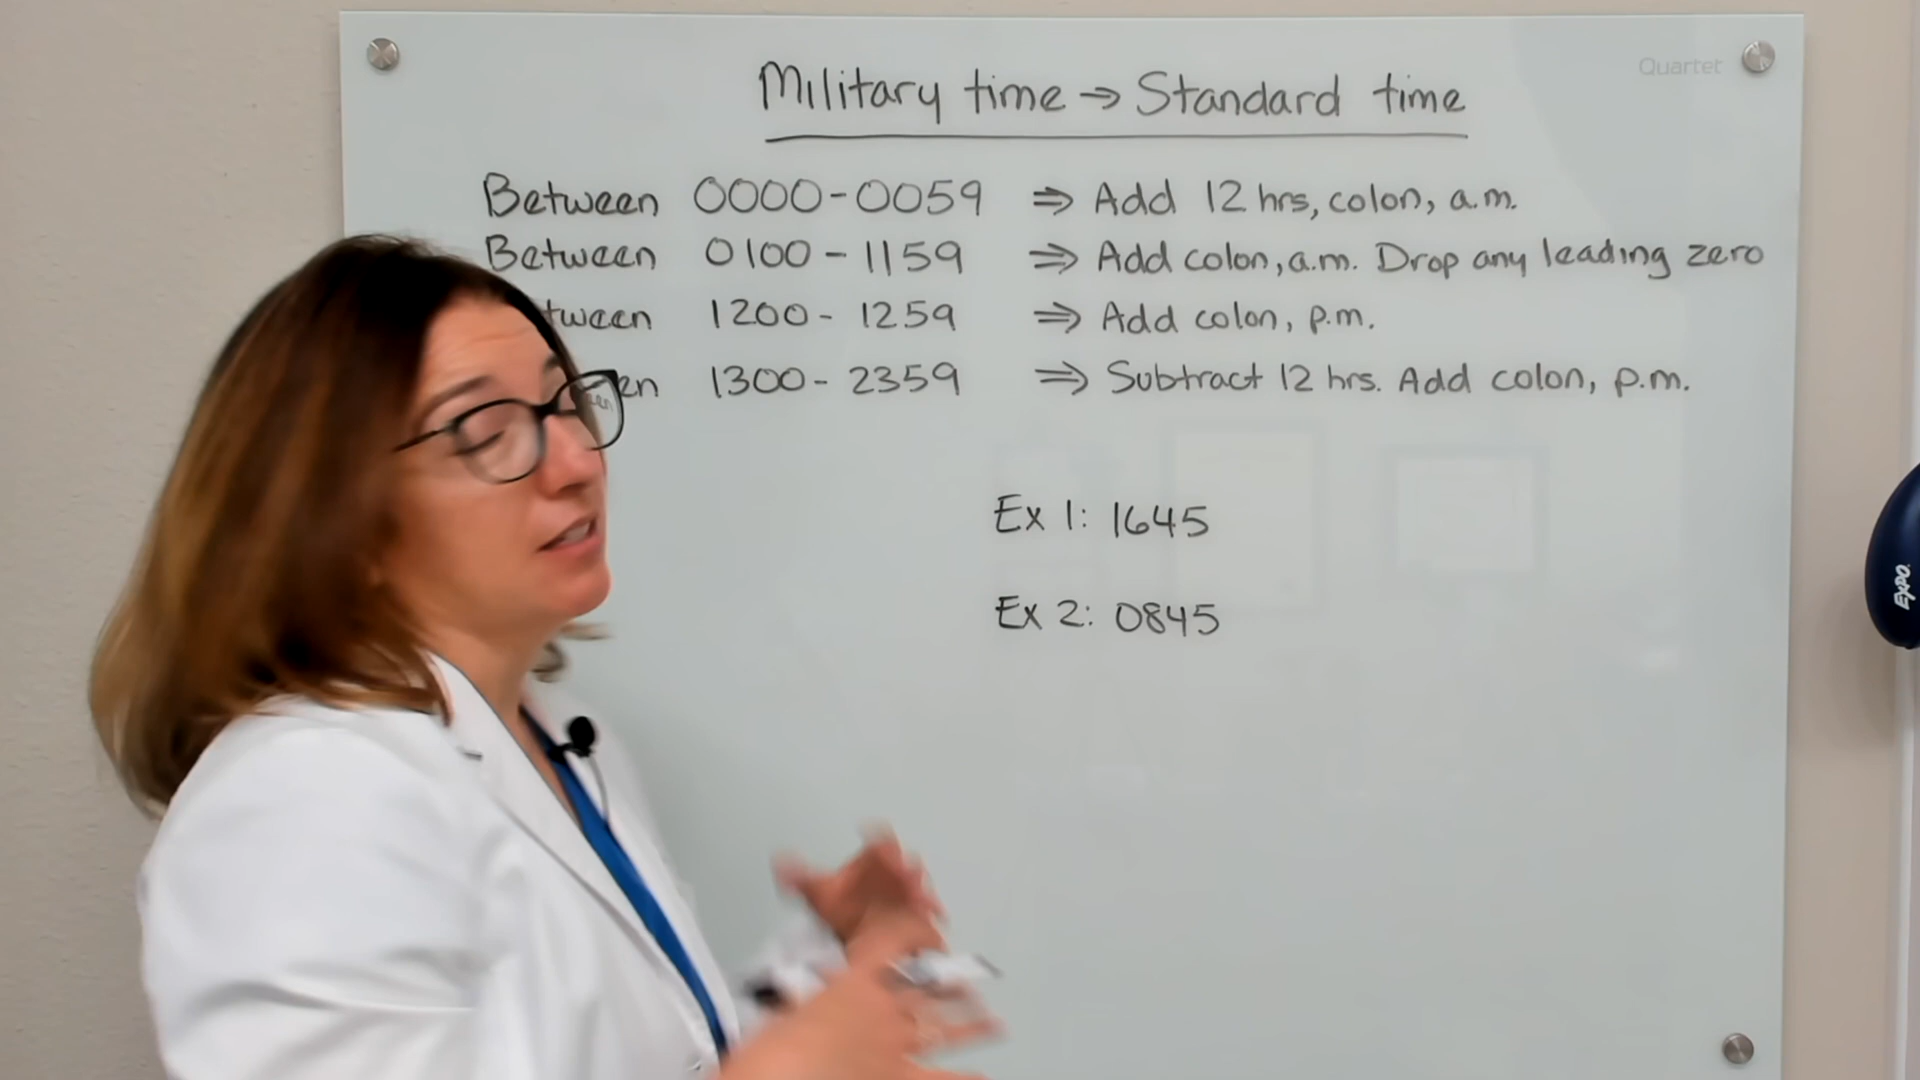 Quartet
Military time → Standard time
Between 0000-0059 ⇒ Add 12 hrs, colon, a.m.
Between 0100-1159 ⇒ Add colon, a.m. Drop any leading zero
tween 1200-1259 ⇒ Add colon, p.m.
en 1300-2359 ⇒ Subtract 12 hrs. Add colon, p.m.
Ex 1: 1645
EXPO
Ex 2: 0845